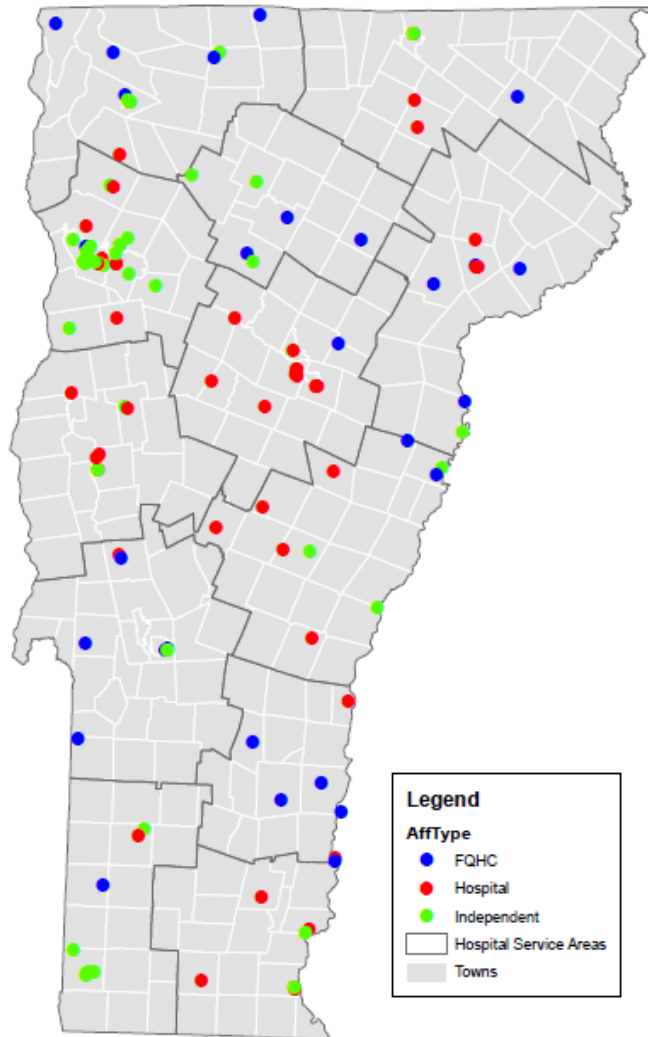 Legend
AffType
FQHC
Hospital
Independent
Hospital Service Areas
Towns